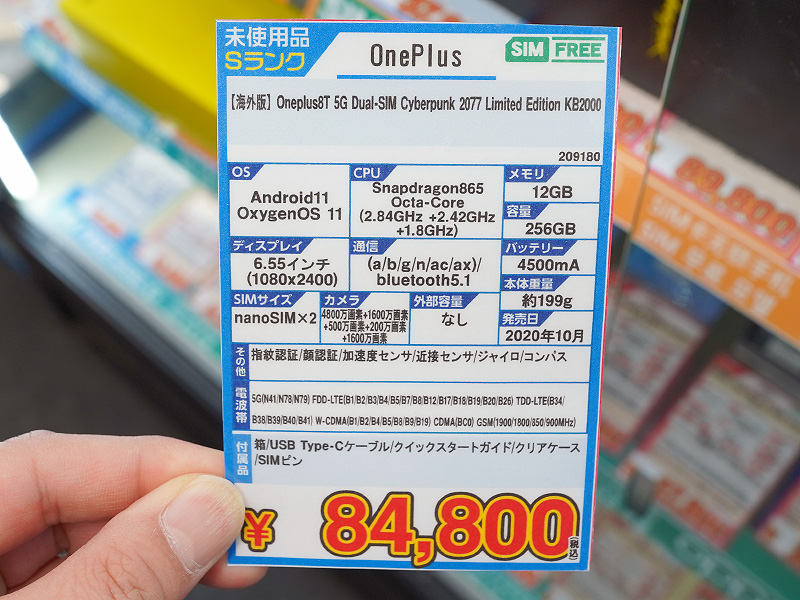 未使用品
Sランク
OnePlus
SIM FREE
【海外版】 Oneplus8T 5G Dual-SIM Cyberpunk 2077 Limited Edition KB2000
209180
OS
Android11
OxygenOS 11
CPU
Snapdragon865
Octa-Core
(2.84GHz +2.42GHz
+1.8GHz)
メモリ
12GB
容量
256GB
ディスプレイ
6.55インチ
(1080x2400)
通信
(a/b/g/n/ac/ax)/
bluetooth5.1
バッテリー
4500mA
本体重量
約199g
SIMサイズ
nanoSIM×2
カメラ
4800万画素+1600万画素
+500万画素+200万画素
+1600万画素
外部容量
なし
発売日
2020年10月
その他
指紋認証/顔認証/加速度センサ/近接センサ/ジャイロ/コンパス
電波帯
5G(N41/N78/N79) FDD-LTE(B1/B2/B3/B4/B5/B7/B8/B12/B17/B18/B19/B20/B26) TDD-LTE(B34/
B38/B39/B40/B41) W-CDMA(B1/B2/B4/B5/B8/B9/B19) CDMA(BC0) GSM(1900/1800/850/900MHz)
付属品
箱/USB Type-Cケーブル/クイックスタートガイド/クリアケース
/SIMピン
¥ 84,800 (税込)